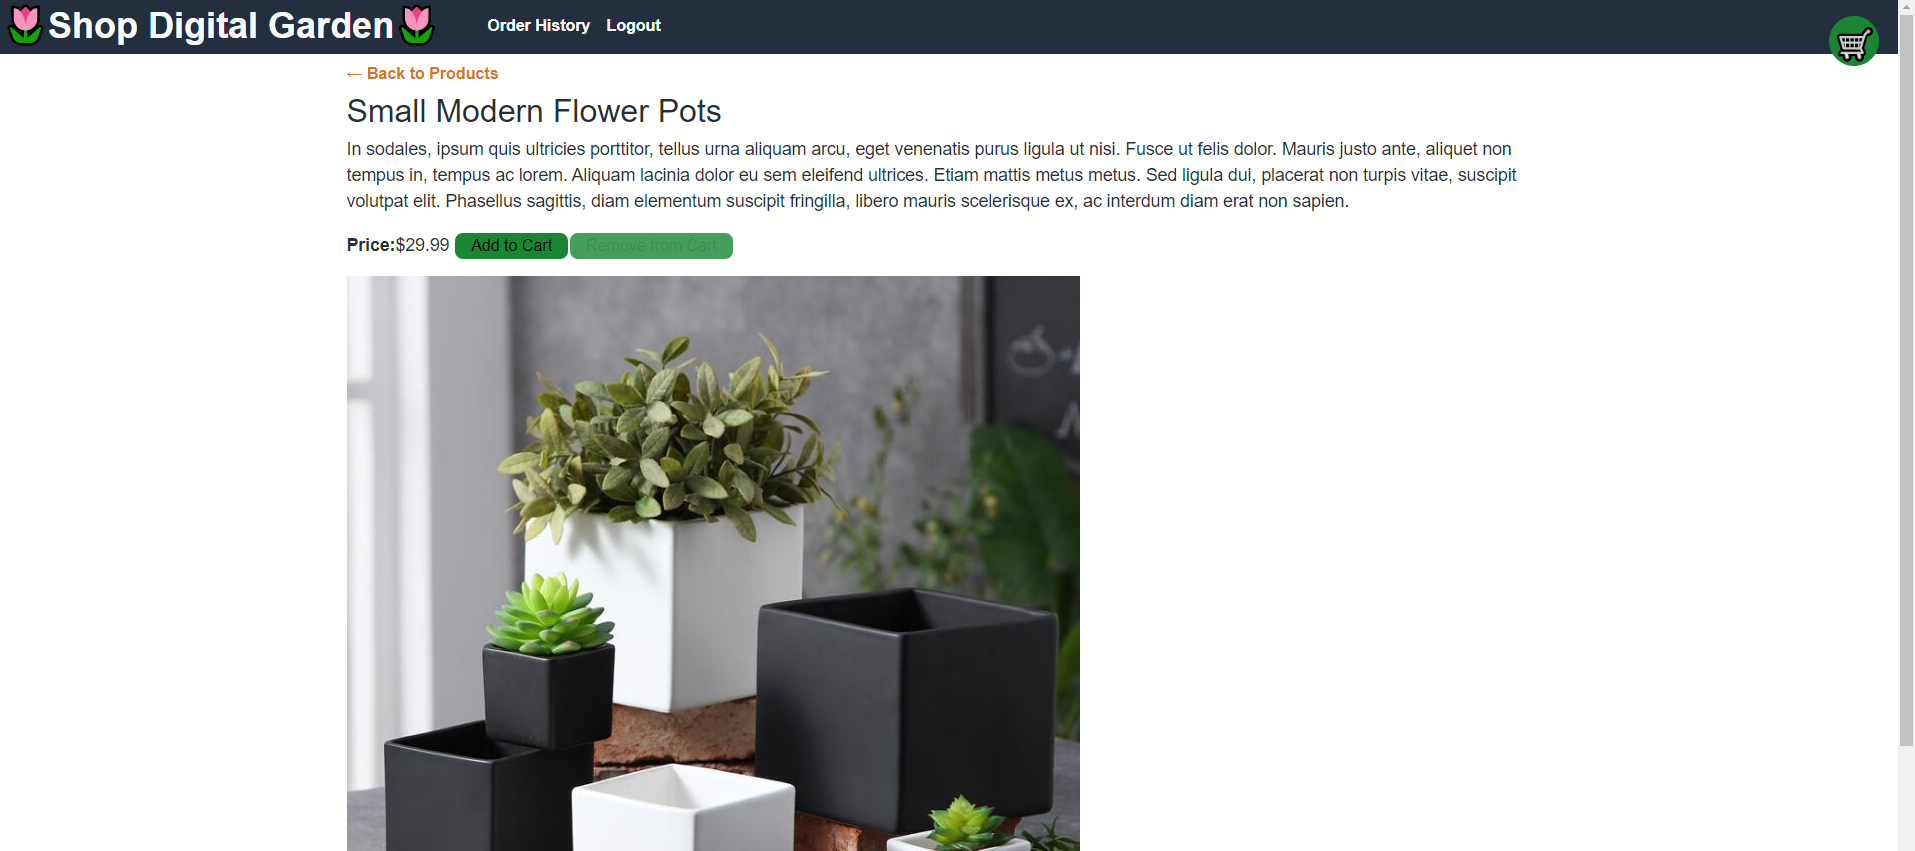 Shop Digital Garden
Order History Logout
← Back to Products
Small Modern Flower Pots
In sodales, ipsum quis ultricies porttitor, tellus urna aliquam arcu, eget venenatis purus ligula ut nisi. Fusce ut felis dolor. Mauris justo ante, aliquet non
tempus in, tempus ac lorem. Aliquam lacinia dolor eu sem eleifend ultrices. Etiam mattis metus metus. Sed ligula dui, placerat non turpis vitae, suscipit
volutpat elit. Phasellus sagittis, diam elementum suscipit fringilla, libero mauris scelerisque ex, ac interdum diam erat non sapien.
Price:$29.99 Add to Cart Remove from Cart